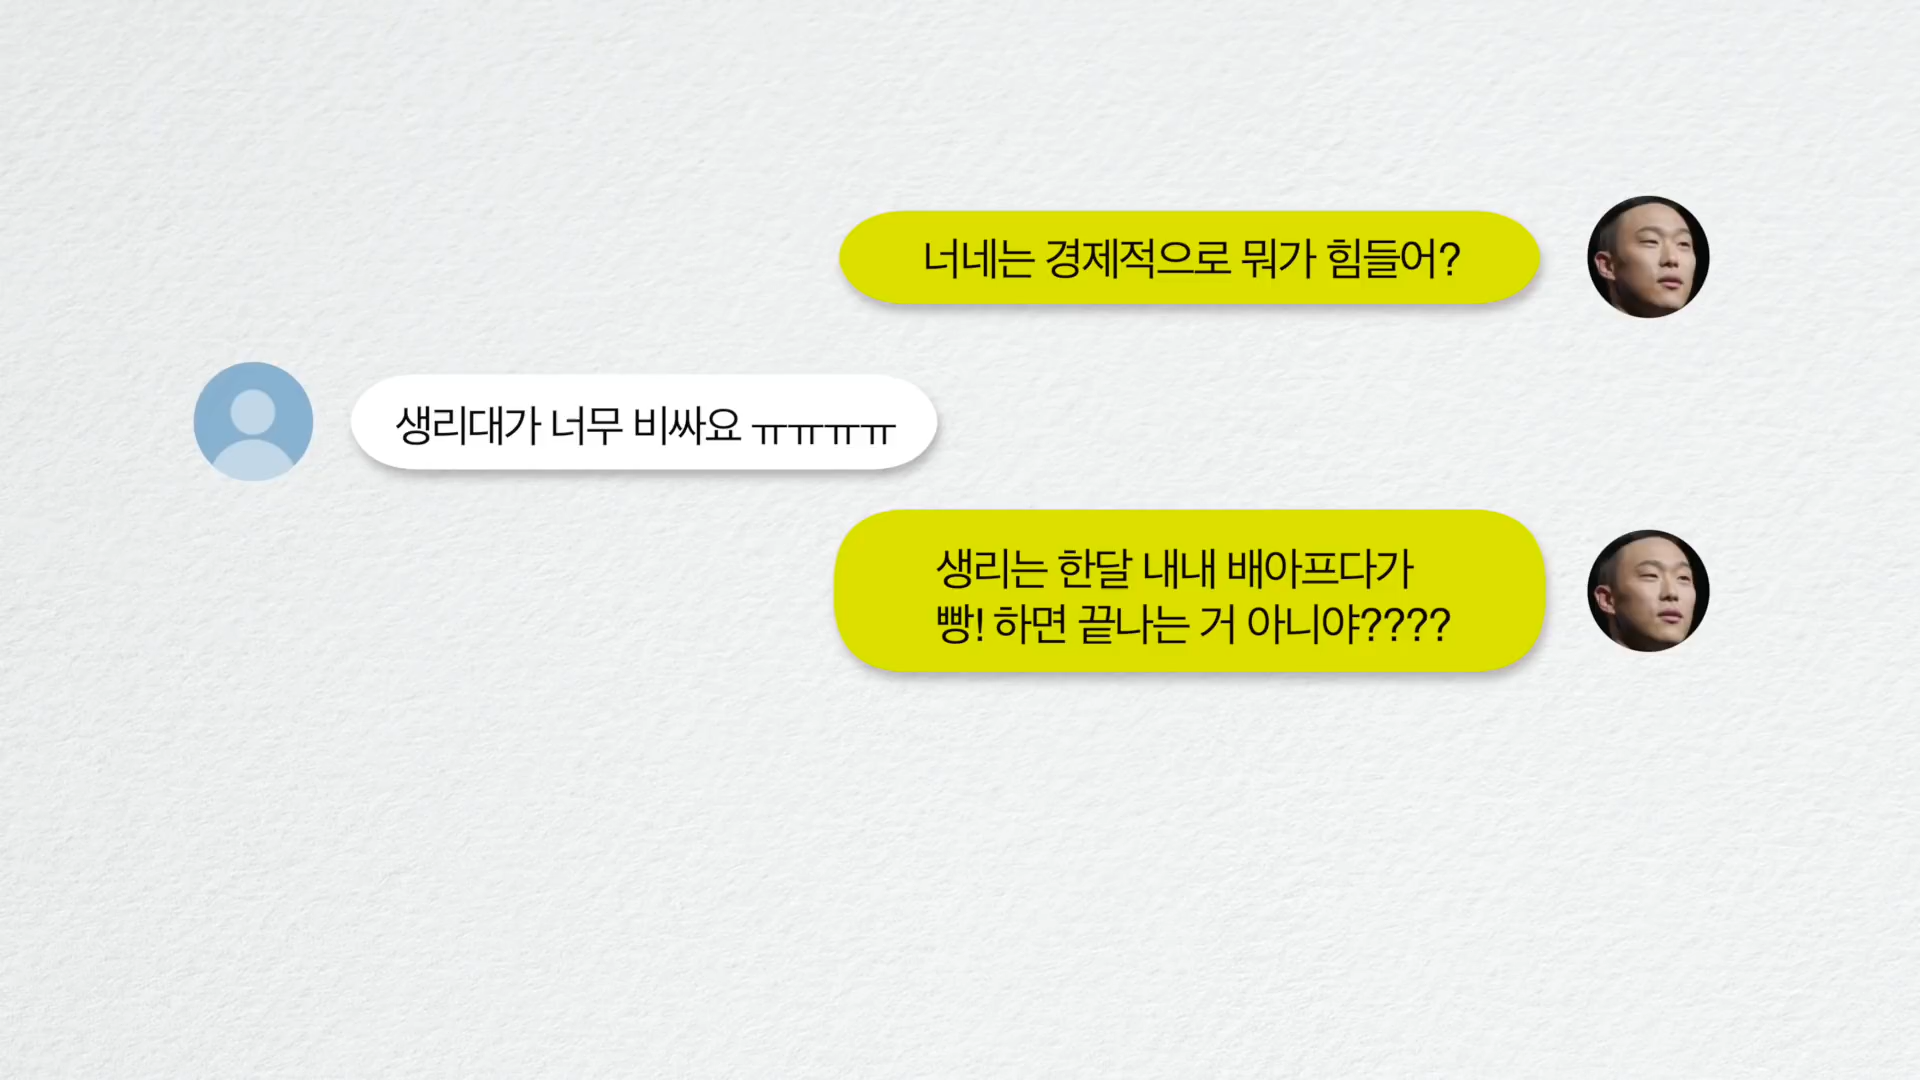 너네는 경제적으로 뭐가 힘들어?
생리대가 너무 비싸요 ㅠㅠㅠㅠ
생리는 한달 내내 배아프다가
빵! 하면 끝나는 거 아니야????